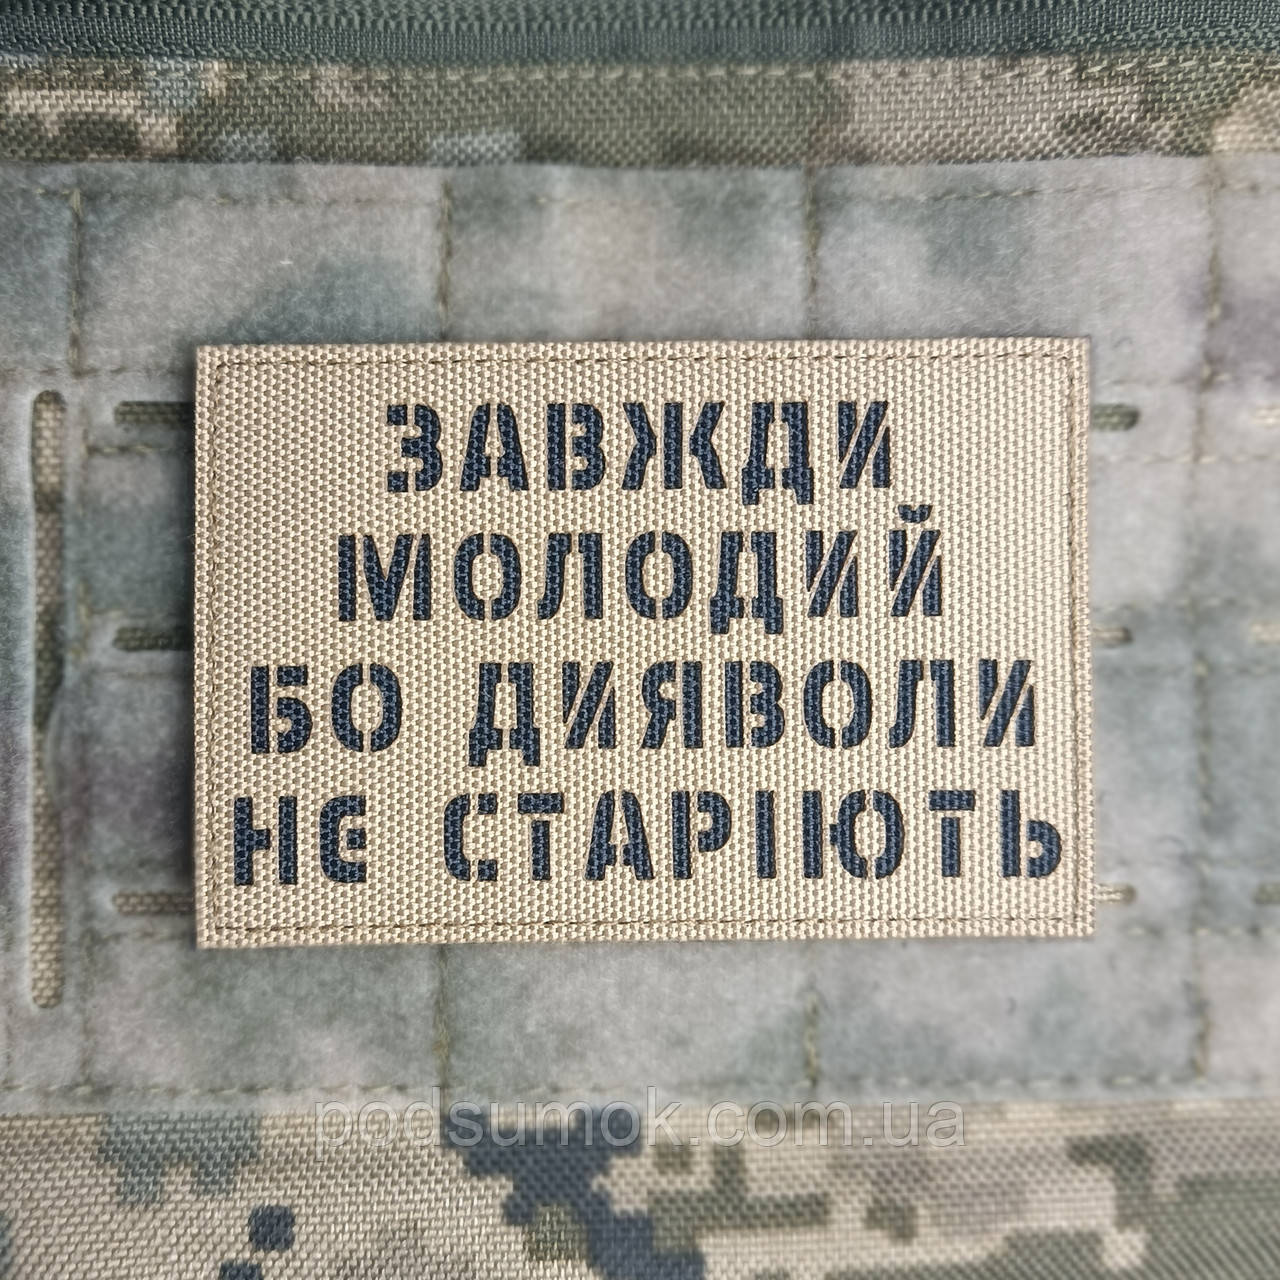 ЗАВЖДИ
МОЛОДИЙ
БО ДИЯВОЛИ
НЕ СТАРІЮТЬ
podsumok.com.ua